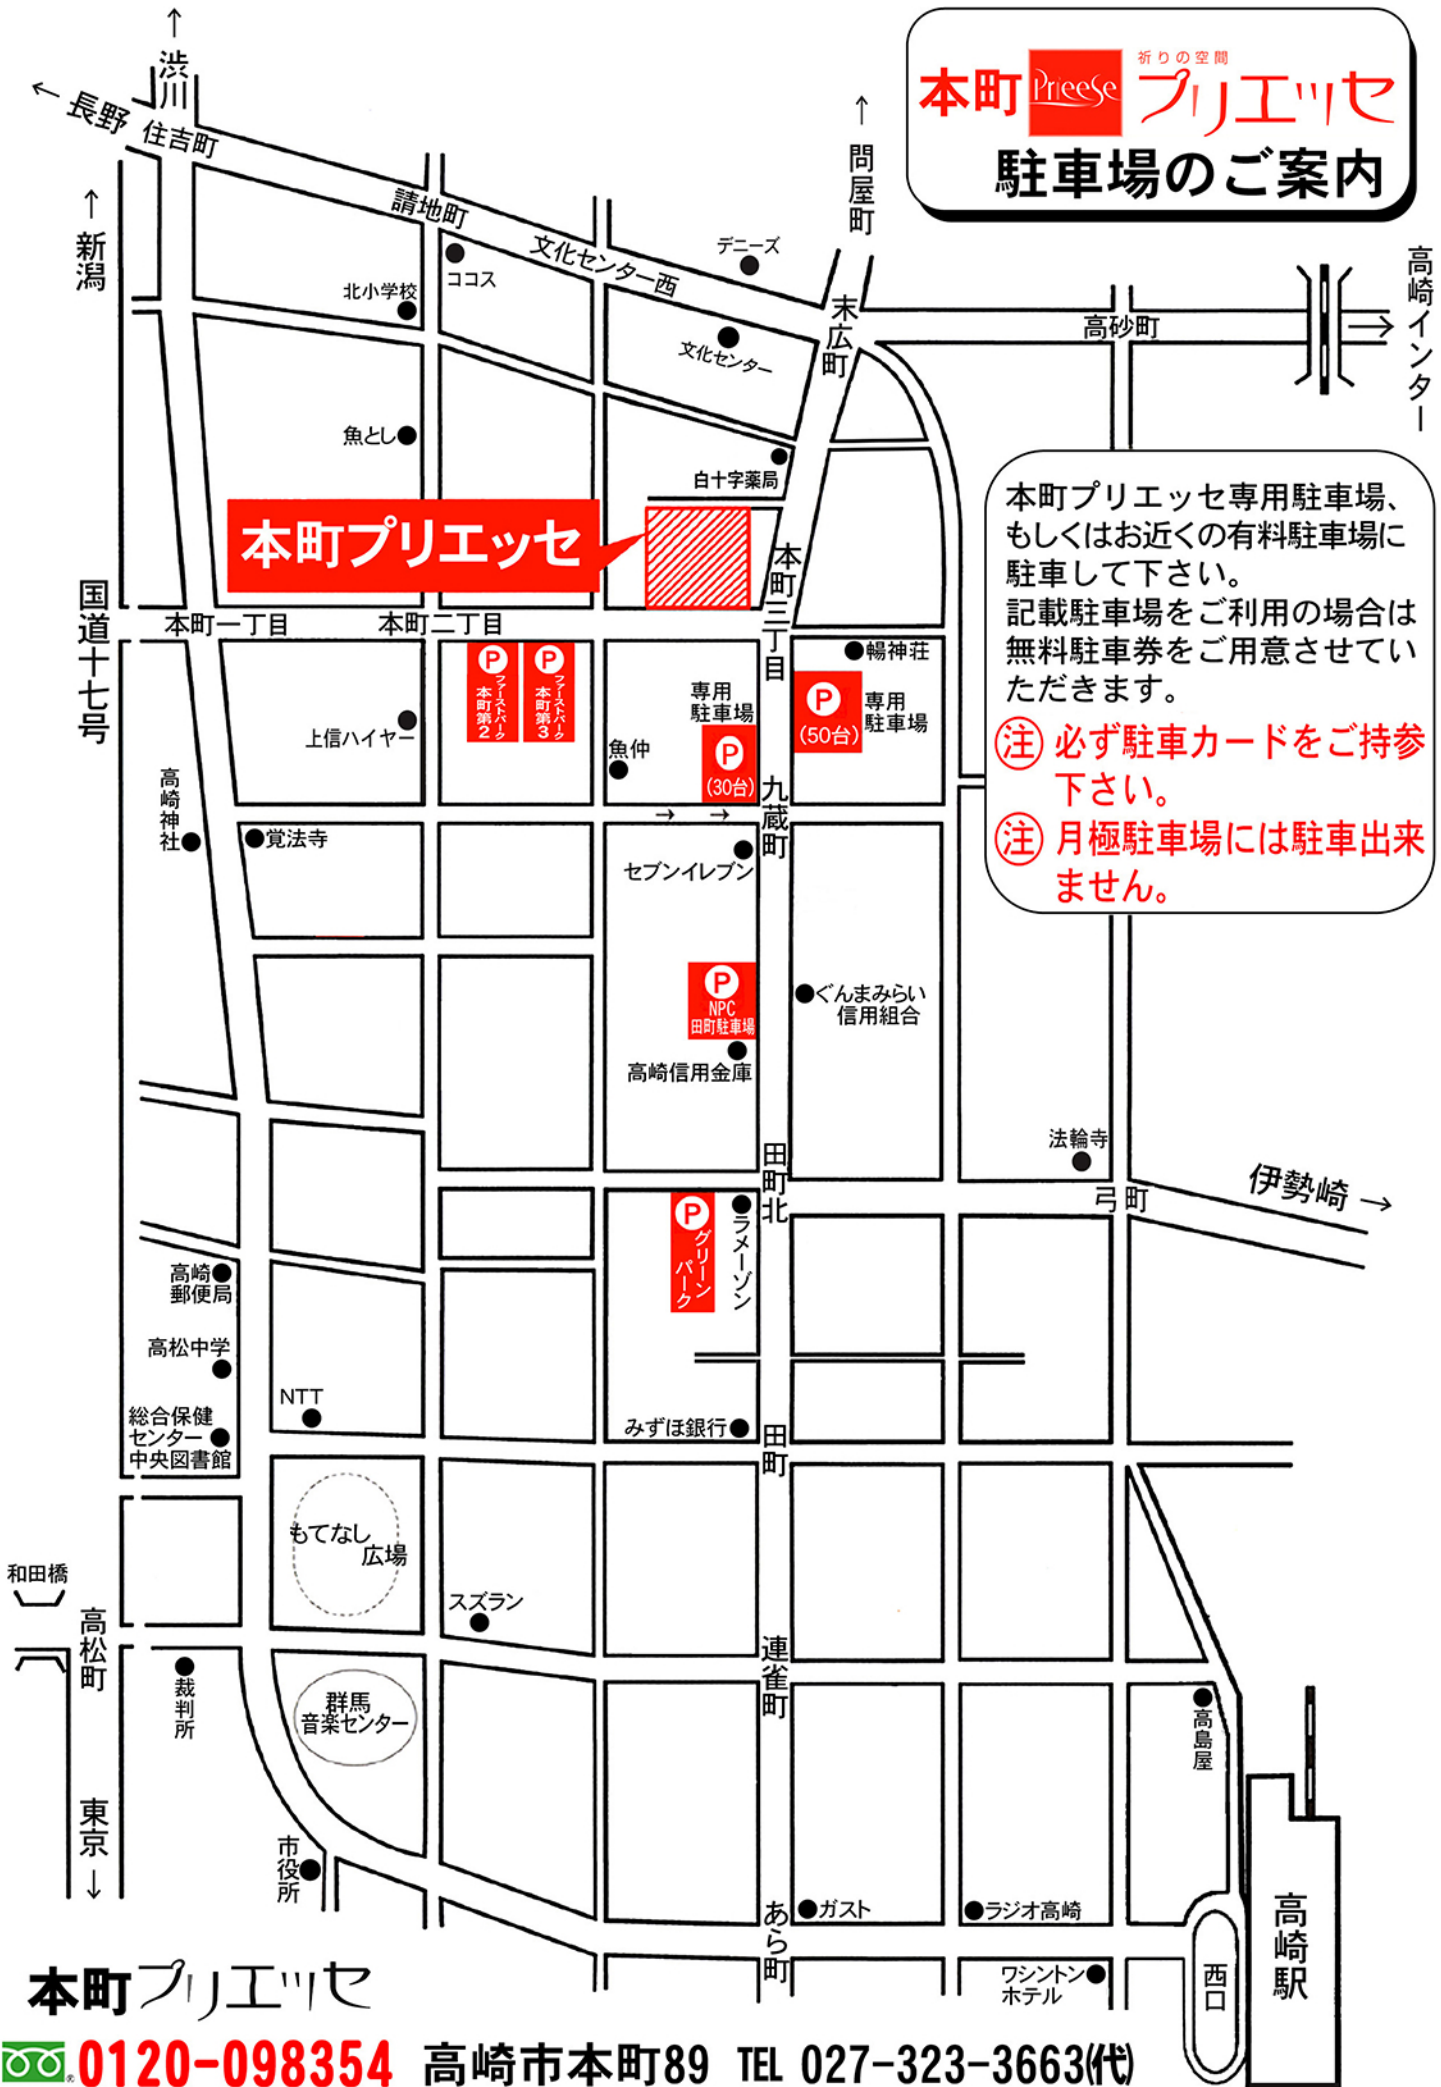 祈りの空間
本町 Prieese プリエッセ
駐車場のご案内
↑
渋川
← 長野
住吉町
↑
新潟
請地町
ココス
北小学校
文化センター西
デニーズ
↑
問屋町
末広町
文化センター
高砂町
→
高崎インター
魚とし
白十字薬局
本町プリエッセ
本町三丁目
本町一丁目
本町二丁目
国道十七号
本町プリエッセ専用駐車場、
もしくはお近くの有料駐車場に
駐車して下さい。
記載駐車場をご利用の場合は
無料駐車券をご用意させてい
ただきます。
注 必ず駐車カードをご持参
下さい。
注 月極駐車場には駐車出来
ません。
P
ファーストパーク
本町第2
P
ファーストパーク
本町第3
暢神荘
専用
駐車場
P
(30台)
P
(50台)
専用
駐車場
上信ハイヤー
魚仲
高崎神社
覚法寺
→ →
九蔵町
セブンイレブン
P
NPC
田町駐車場
ぐんまみらい
信用組合
高崎信用金庫
田町北
法輪寺
弓町
伊勢崎 →
P
グリーン
パーク
ラメーゾン
高崎
郵便局
高松中学
NTT
総合保健
センター
中央図書館
みずほ銀行
田町
もてなし
広場
和田橋
高松町
スズラン
連雀町
裁判所
群馬
音楽センター
高島屋
東京
↓
市役所
ガスト
ラジオ高崎
あら町
ワシントン
ホテル
西口
高崎駅
本町プリエッセ
0120-098354 高崎市本町89 TEL 027-323-3663(代)